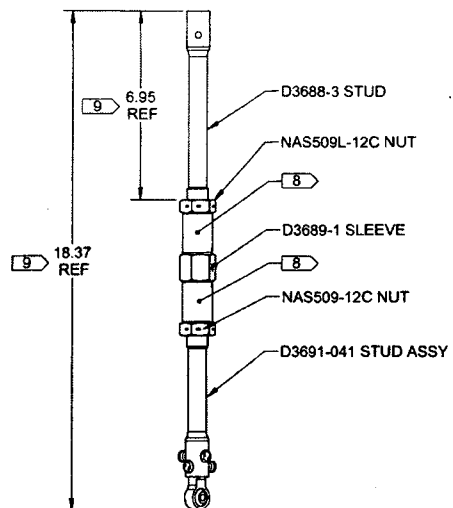 D3688-3 STUD
9 6.95
REF
NAS509L-12C NUT
8
D3689-1 SLEEVE
9 18.37
REF
8
NAS509-12C NUT
D3691-041 STUD ASSY